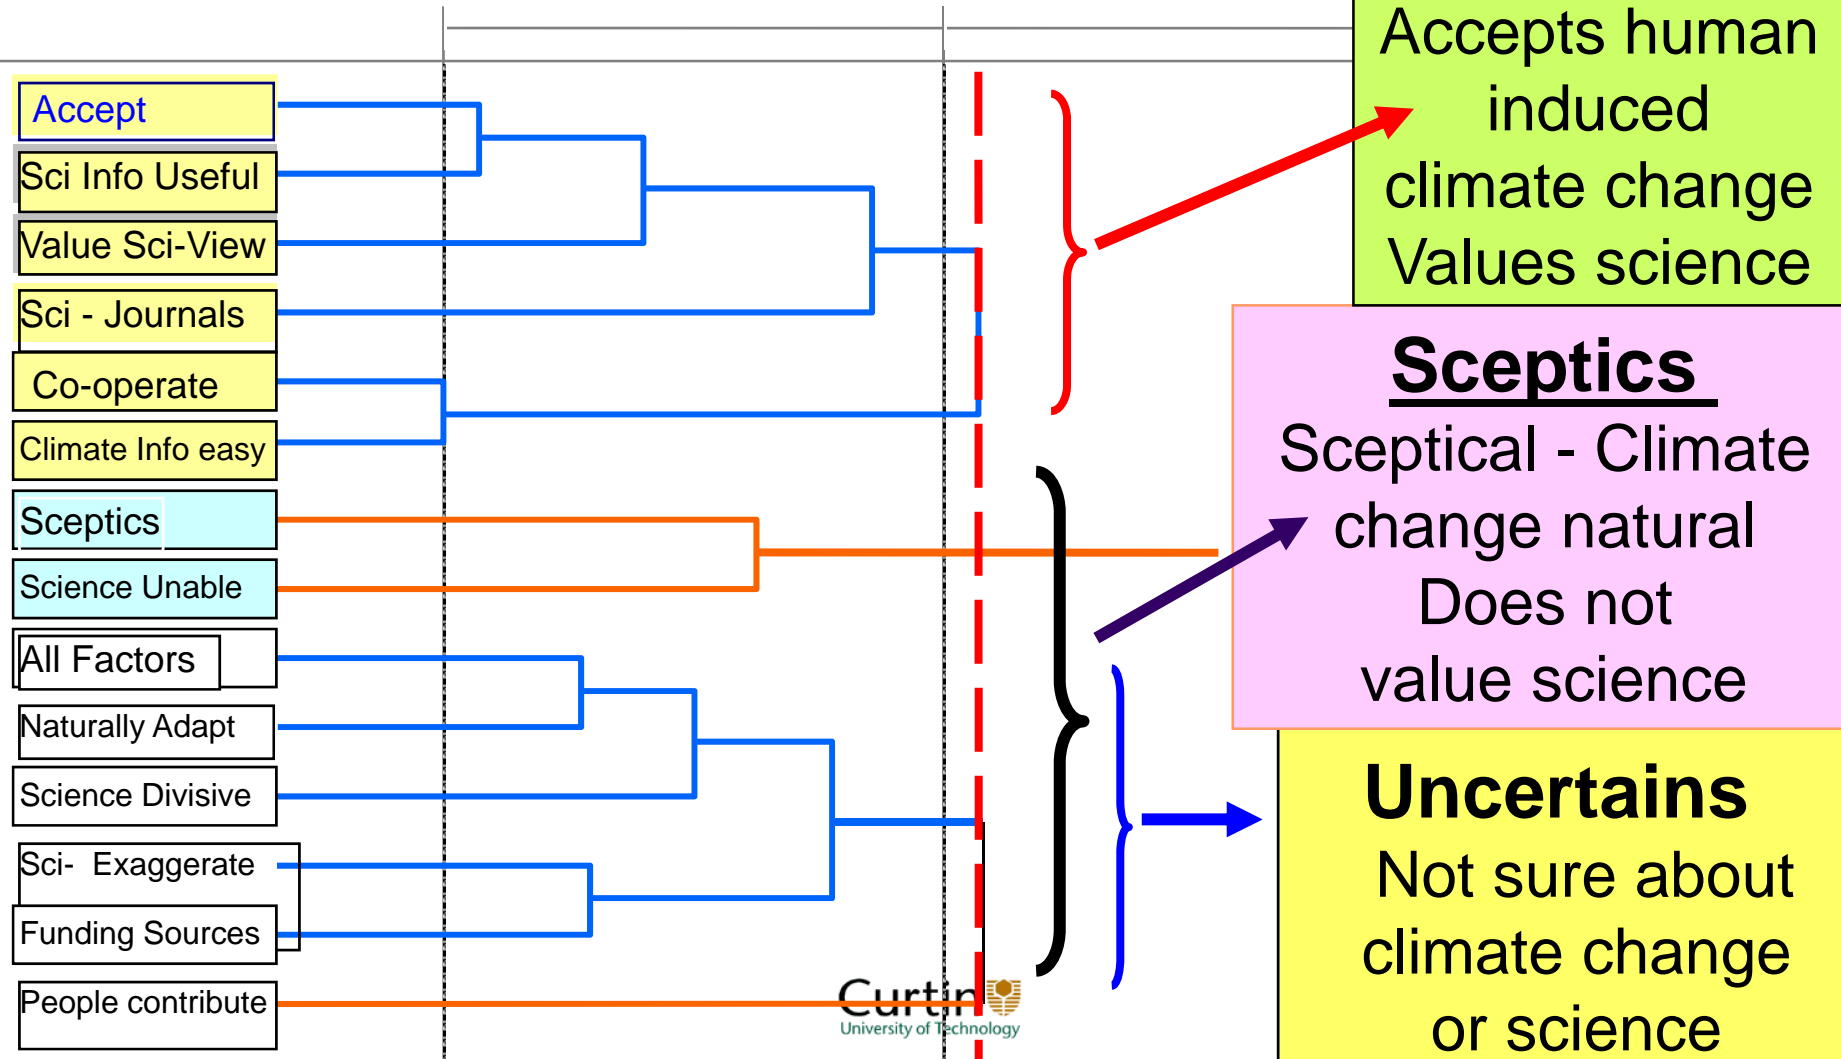 Accept
Sci Info Useful
Value Sci-View
Sci - Journals
Co-operate
Climate Info easy
Sceptics
Science Unable
All Factors
Naturally Adapt
Science Divisive
Sci- Exaggerate
Funding Sources
People contribute
Accepts human
induced
climate change
Values science
Sceptics
Sceptical - Climate
change natural
Does not
value science
Uncertains
Not sure about
climate change
or science
Curtin
University of Technology